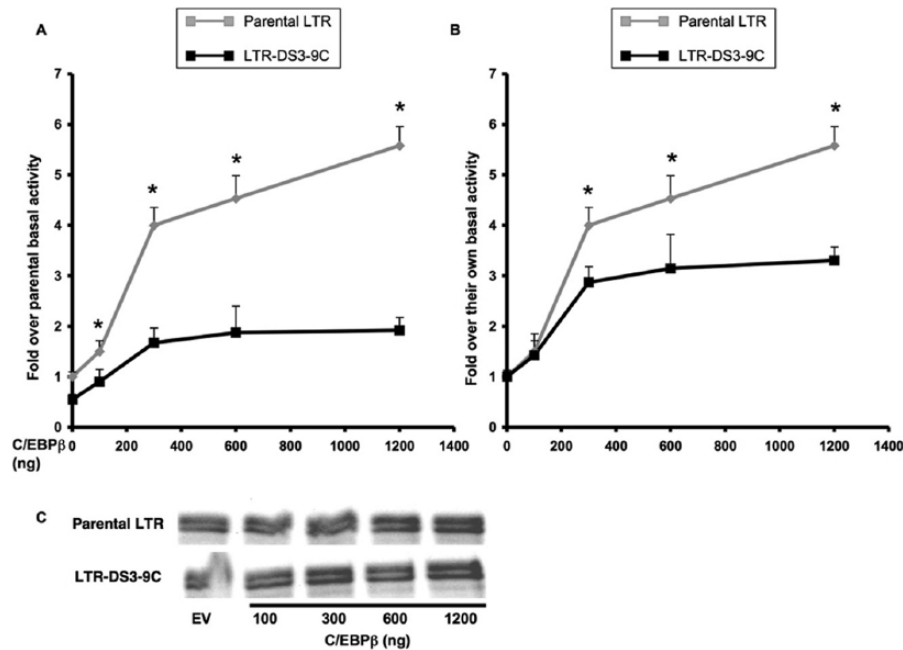 A
Parental LTR
LTR-DS3-9C
Fold over parental basal activity
7
6
5
4
3
2
1
0
*
*
*
*
0 200 400 600 800 1000 1200 1400
C/EBPβ
(ng)
B
Parental LTR
LTR-DS3-9C
Fold over their own basal activity
7
6
5
4
3
2
1
0
*
*
*
0 200 400 600 800 1000 1200 1400
C
Parental LTR
LTR-DS3-9C
EV 100 300 600 1200
C/EBPβ (ng)